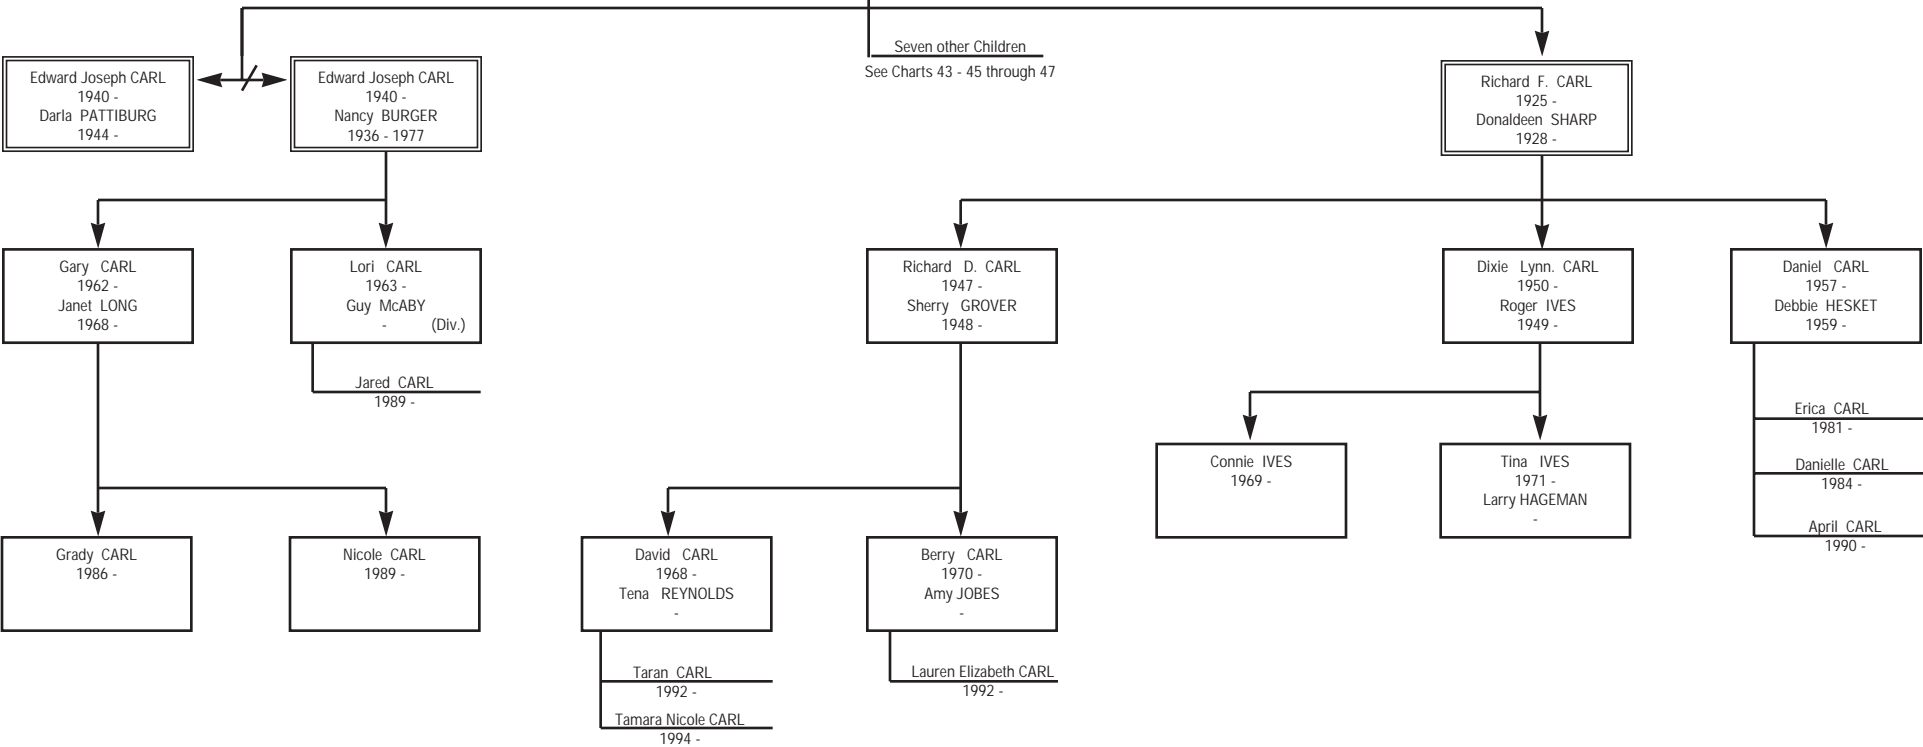 Seven other Children
See Charts 43 - 45 through 47
Edward Joseph CARL
1940 -
Darla PATTIBURG
1944 -
Edward Joseph CARL
1940 -
Nancy BURGER
1936 - 1977
Richard F. CARL
1925 -
Donaldeen SHARP
1928 -
Gary CARL
1962 -
Janet LONG
1968 -
Lori CARL
1963 -
Guy McABY
- (Div.)
Jared CARL
1989 -
Richard D. CARL
1947 -
Sherry GROVER
1948 -
Dixie Lynn. CARL
1950 -
Roger IVES
1949 -
Daniel CARL
1957 -
Debbie HESKET
1959 -
Erica CARL
1981 -
Danielle CARL
1984 -
April CARL
1990 -
Connie IVES
1969 -
Tina IVES
1971 -
Larry HAGEMAN
-
Grady CARL
1986 -
Nicole CARL
1989 -
David CARL
1968 -
Tena REYNOLDS
-
Taran CARL
1992 -
Tamara Nicole CARL
1994 -
Berry CARL
1970 -
Amy JOBES
-
Lauren Elizabeth CARL
1992 -